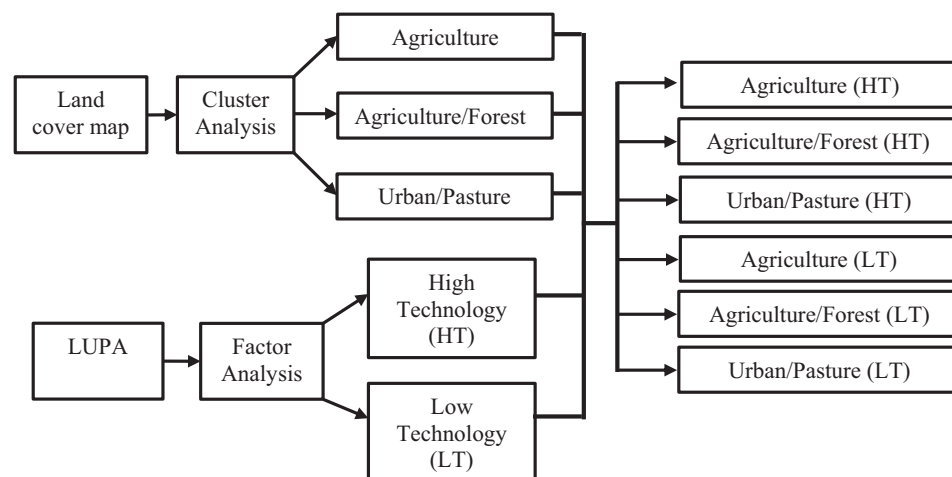 Land
cover map
Cluster
Analysis
Agriculture
Agriculture/Forest
Urban/Pasture
LUPA
Factor
Analysis
High
Technology
(HT)
Low
Technology
(LT)
Agriculture (HT)
Agriculture/Forest (HT)
Urban/Pasture (HT)
Agriculture (LT)
Agriculture/Forest (LT)
Urban/Pasture (LT)